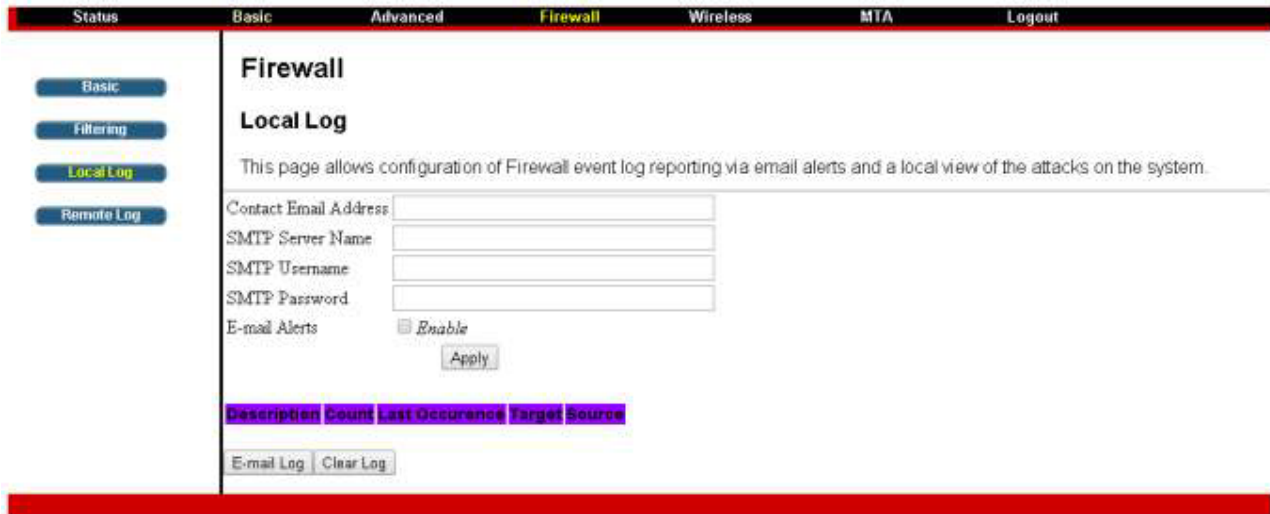 Status Basic Advanced Firewall Wireless MTA Logout
Basic
Filtering
Local Log
Remote Log
Firewall
Local Log
This page allows configuration of Firewall event log reporting via email alerts and a local view of the attacks on the system.
Contact Email Address
SMTP Server Name
SMTP Username
SMTP Password
E-mail Alerts Enable
Apply
Description Count Last Occurence Target Source
E-mail Log Clear Log